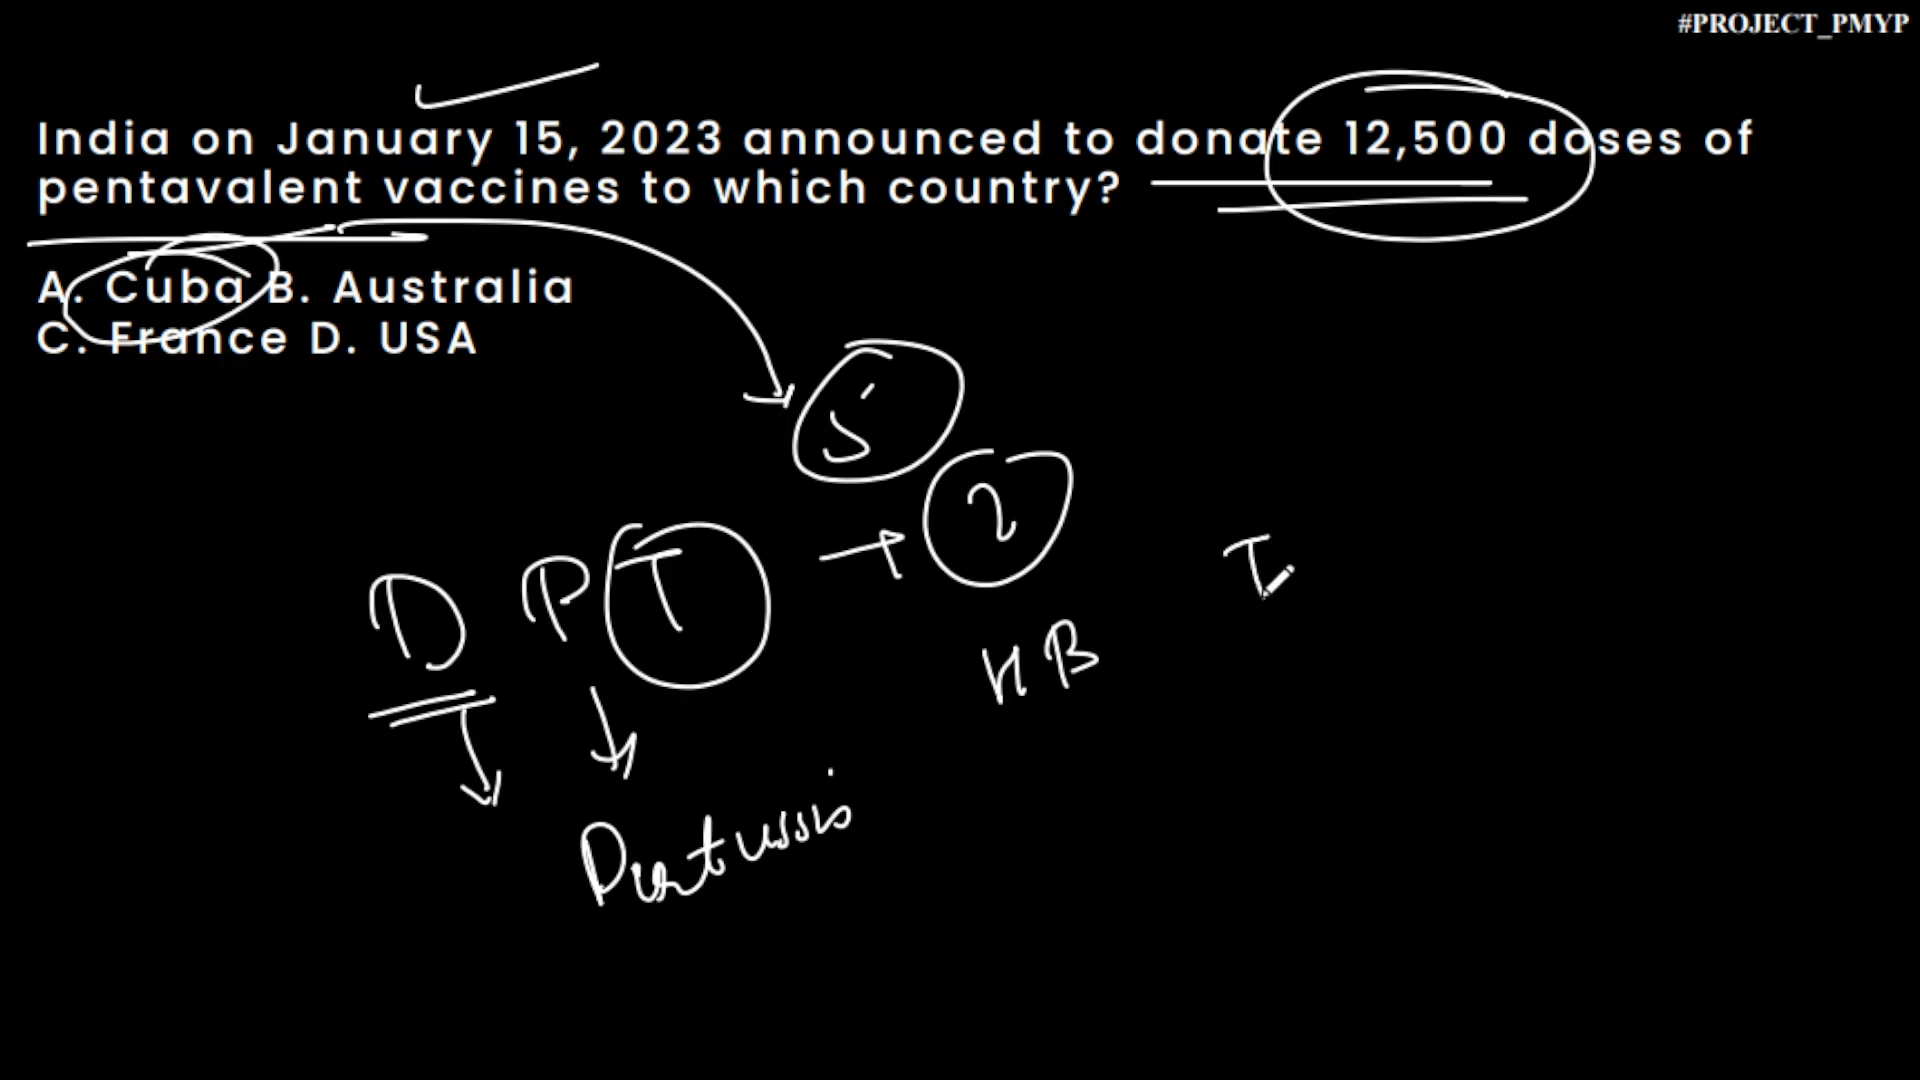 #PROJECT_PMYP
India on January 15, 2023 announced to donate 12,500 doses of
pentavalent vaccines to which country?
A. Cuba B. Australia
C. France D. USA
5
2
D P T
HB
Pertussis